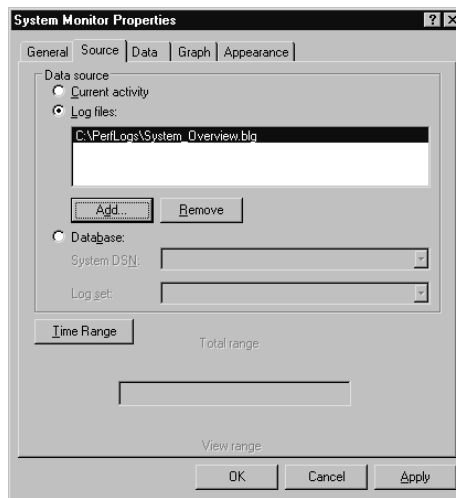 System Monitor Properties
General Source Data Graph Appearance
Data source
Current activity
Log files:
C:\PerfLogs\System_Overview.blg
Add... Remove
Database:
System DSN:
Log set:
Time Range
Total range
View range
OK Cancel Apply